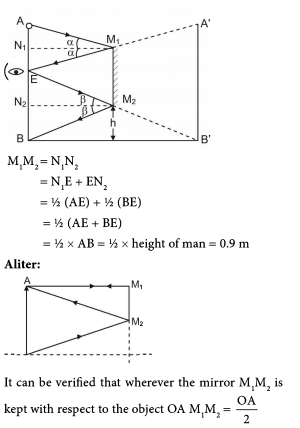 A A'
N₁ α M₁
α
E
N₂ β M₂
β
h
B B'
M₁M₂ = N₁N₂
= N₁E + EN₂
= ½ (AE) + ½ (BE)
= ½ (AE + BE)
= ½ × AB = ½ × height of man = 0.9 m
Aliter:
A M₁
M₂
It can be verified that wherever the mirror M₁M₂ is
kept with respect to the object OA M₁M₂ = OA/2